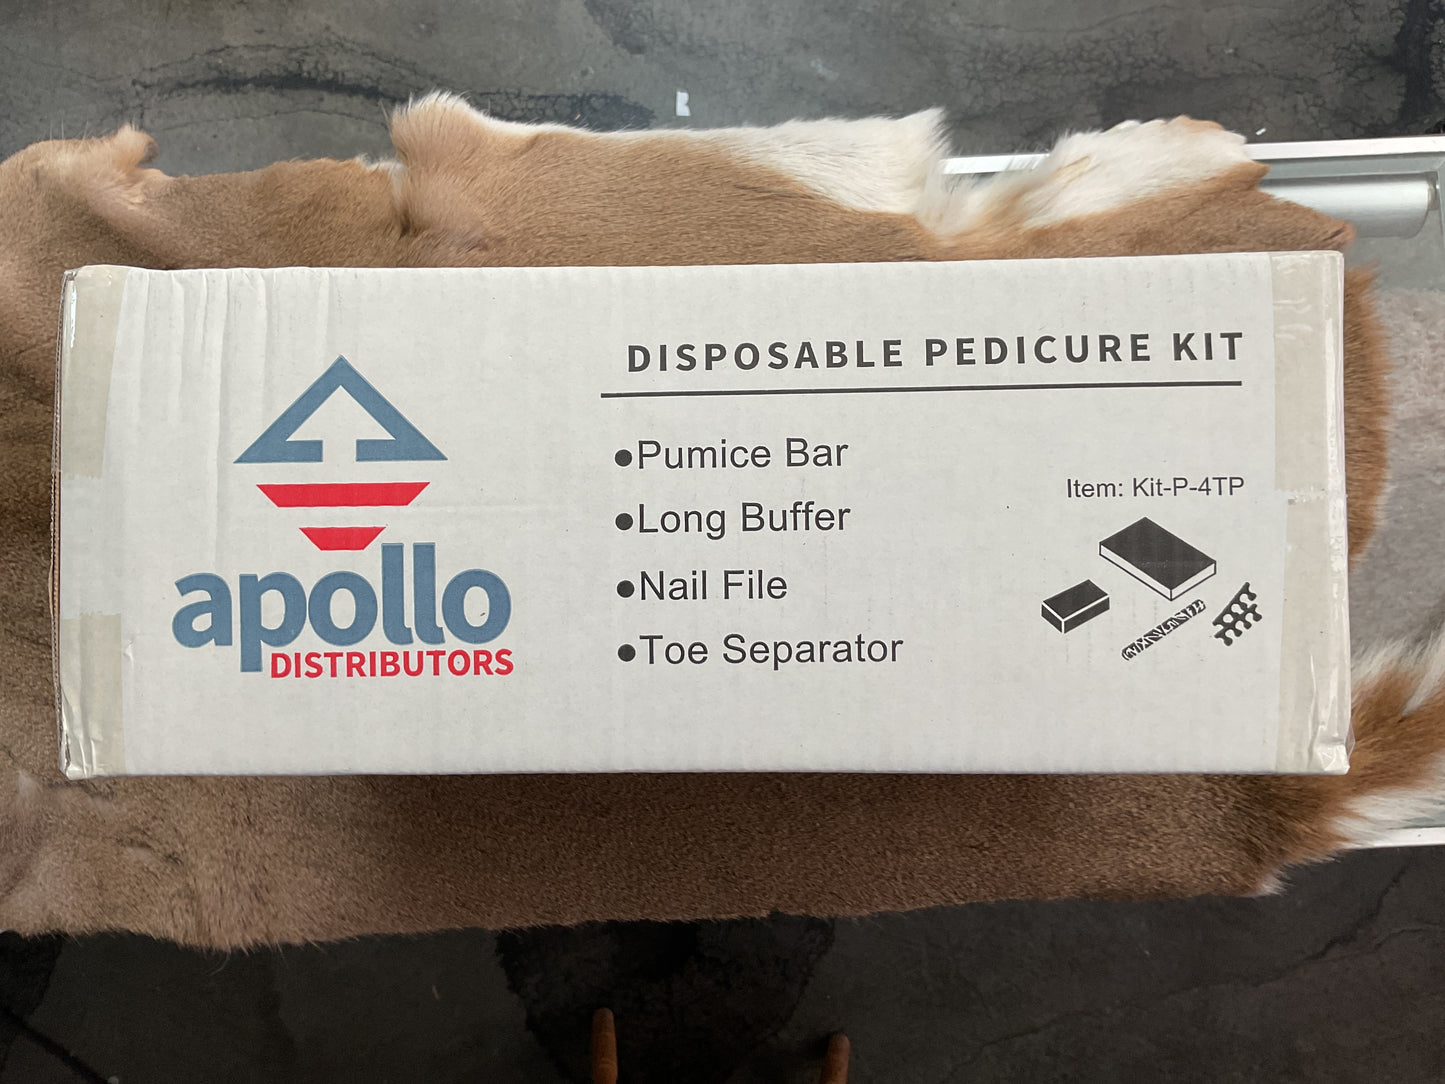 DISPOSABLE PEDICURE KIT
●Pumice Bar
●Long Buffer
●Nail File
●Toe Separator
Item: Kit-P-4TP
apollo
DISTRIBUTORS